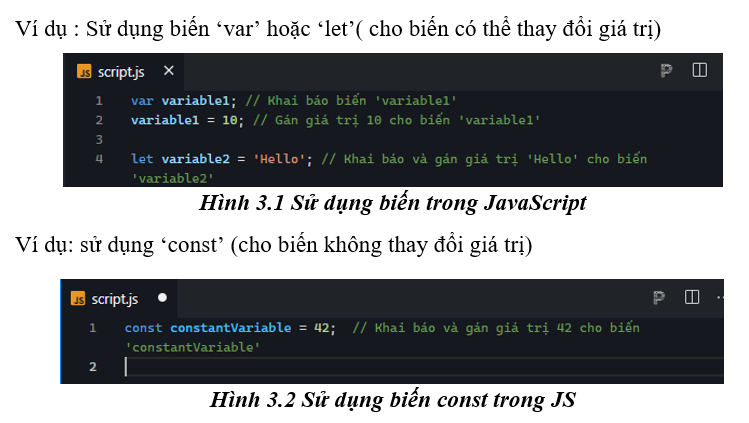 Ví dụ : Sử dụng biến ‘var’ hoặc ‘let’( cho biến có thể thay đổi giá trị)
JS script.js ×
1 var variable1; // Khai báo biến 'variable1'
2 variable1 = 10; // Gán giá trị 10 cho biến 'variable1'
3
4 let variable2 = 'Hello'; // Khai báo và gán giá trị 'Hello' cho biến
'variable2'
Hình 3.1 Sử dụng biến trong JavaScript
Ví dụ: sử dụng ‘const’ (cho biến không thay đổi giá trị)
JS script.js
1 const constantVariable = 42; // Khai báo và gán giá trị 42 cho biến
'constantVariable'
2
Hình 3.2 Sử dụng biến const trong JS